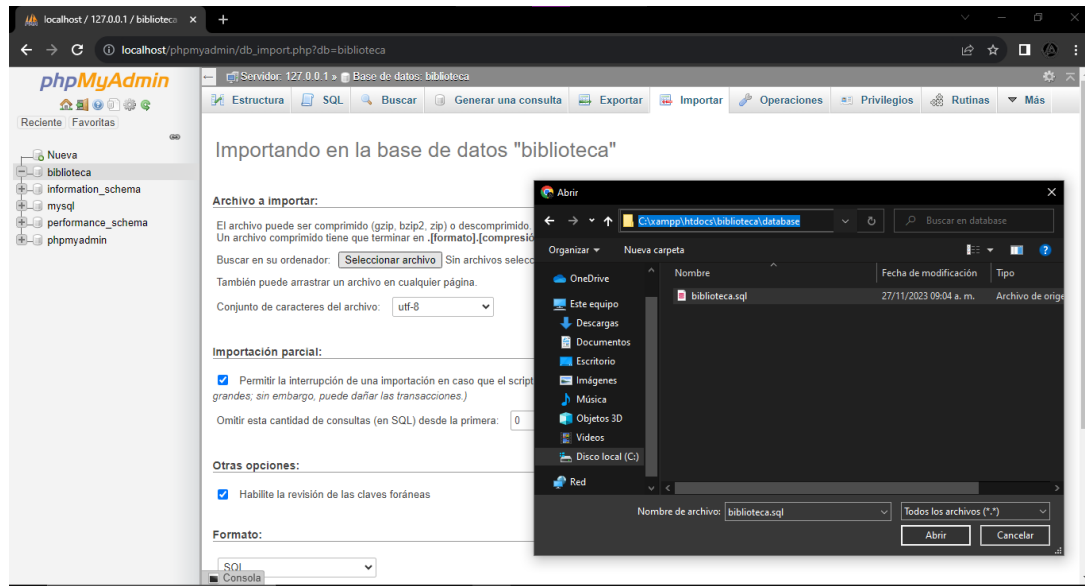 localhost / 127.0.0.1 / biblioteca
localhost/phpmyadmin/db_import.php?db=biblioteca
phpMyAdmin
Reciente Favoritas
Nueva
biblioteca
information_schema
mysql
performance_schema
phpmyadmin
Servidor: 127.0.0.1 » Base de datos: biblioteca
Estructura SQL Buscar Generar una consulta Exportar Importar Operaciones Privilegios Rutinas Más
Importando en la base de datos "biblioteca"
Archivo a importar:
El archivo puede ser comprimido (gzip, bzip2, zip) o descomprimido.
Un archivo comprimido tiene que terminar en .[formato].[compresió
Buscar en su ordenador: Seleccionar archivo Sin archivos selecc
También puede arrastrar un archivo en cualquier página.
Conjunto de caracteres del archivo: utf-8
Importación parcial:
Permitir la interrupción de una importación en caso que el script
grandes; sin embargo, puede dañar las transacciones.)
Omitir esta cantidad de consultas (en SQL) desde la primera: 0
Otras opciones:
Habilite la revisión de las claves foráneas
Formato:
SQL
Consola
Abrir
C:\xampp\htdocs\biblioteca\database
Buscar en database
Organizar Nueva carpeta
OneDrive
Este equipo
Descargas
Documentos
Escritorio
Imágenes
Música
Objetos 3D
Videos
Disco local (C:)
Red
Nombre Fecha de modificación Tipo
biblioteca.sql 27/11/2023 09:04 a. m. Archivo de orige
Nombre de archivo: biblioteca.sql Todos los archivos (*.*)
Abrir Cancelar